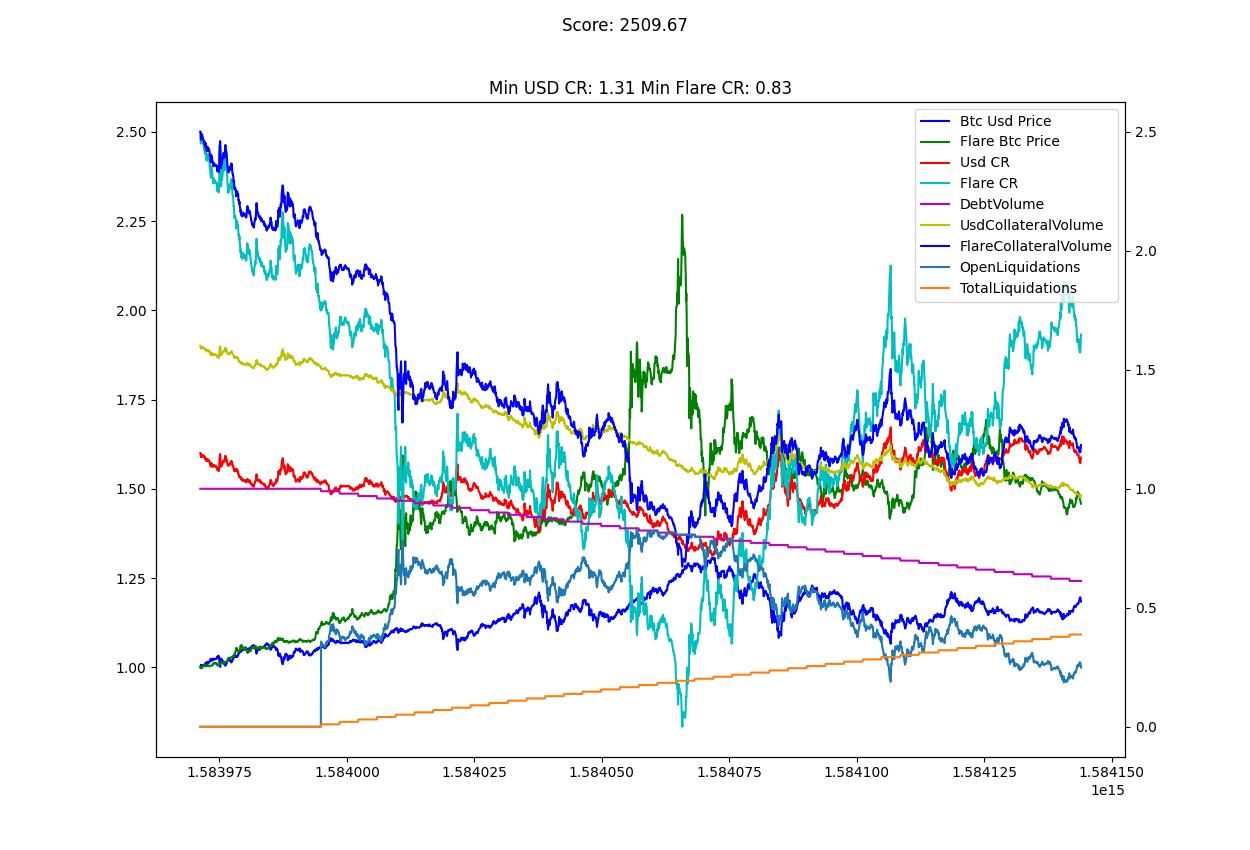 Score: 2509.67
Min USD CR: 1.31 Min Flare CR: 0.83
2.50
2.25
2.00
1.75
1.50
1.25
1.00
2.5
2.0
1.5
1.0
0.5
0.0
Btc Usd Price
Flare Btc Price
Usd CR
Flare CR
DebtVolume
UsdCollateralVolume
FlareCollateralVolume
OpenLiquidations
TotalLiquidations
1.583975 1.584000 1.584025 1.584050 1.584075 1.584100 1.584125 1.584150
1e15